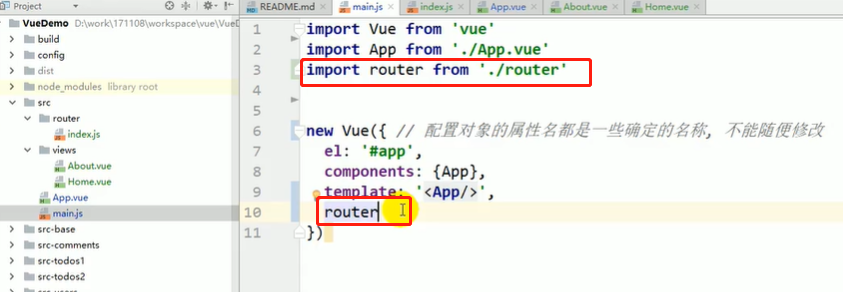 Project
README.md
main.js
index.js
App.vue
About.vue
Home.vue
VueDemo D:\work\171108\workspace\vue\VueD
build
config
dist
node_modules library root
src
router
index.js
views
About.vue
Home.vue
App.vue
main.js
src-base
src-comments
src-todos1
src-todos2
1 import Vue from 'vue'
2 import App from './App.vue'
3 import router from './router'
4
5
6 new Vue({ // 配置对象的属性名都是一些确定的名称, 不能随便修改
7 el: '#app',
8 components: {App},
9 template: '<App/>',
10 router
11 })